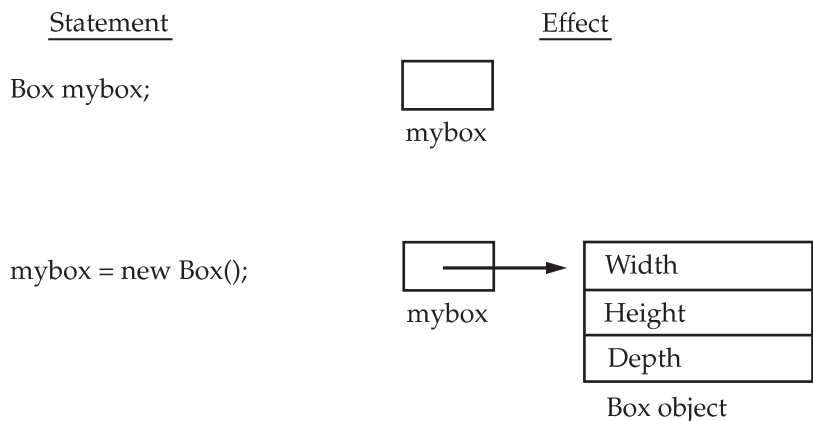 Statement
Effect
Box mybox;
mybox
mybox = new Box();
mybox
Width
Height
Depth
Box object